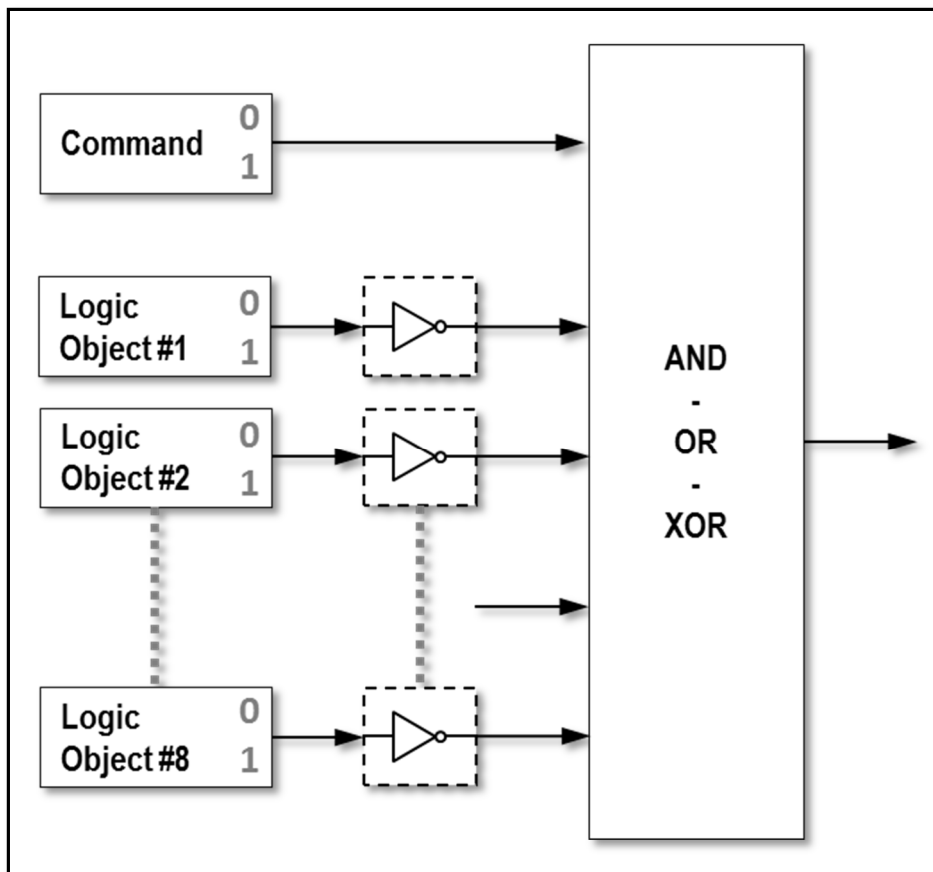 Command
0
1
Logic
Object #1
0
1
Logic
Object #2
0
1
Logic
Object #8
0
1
AND
-
OR
-
XOR